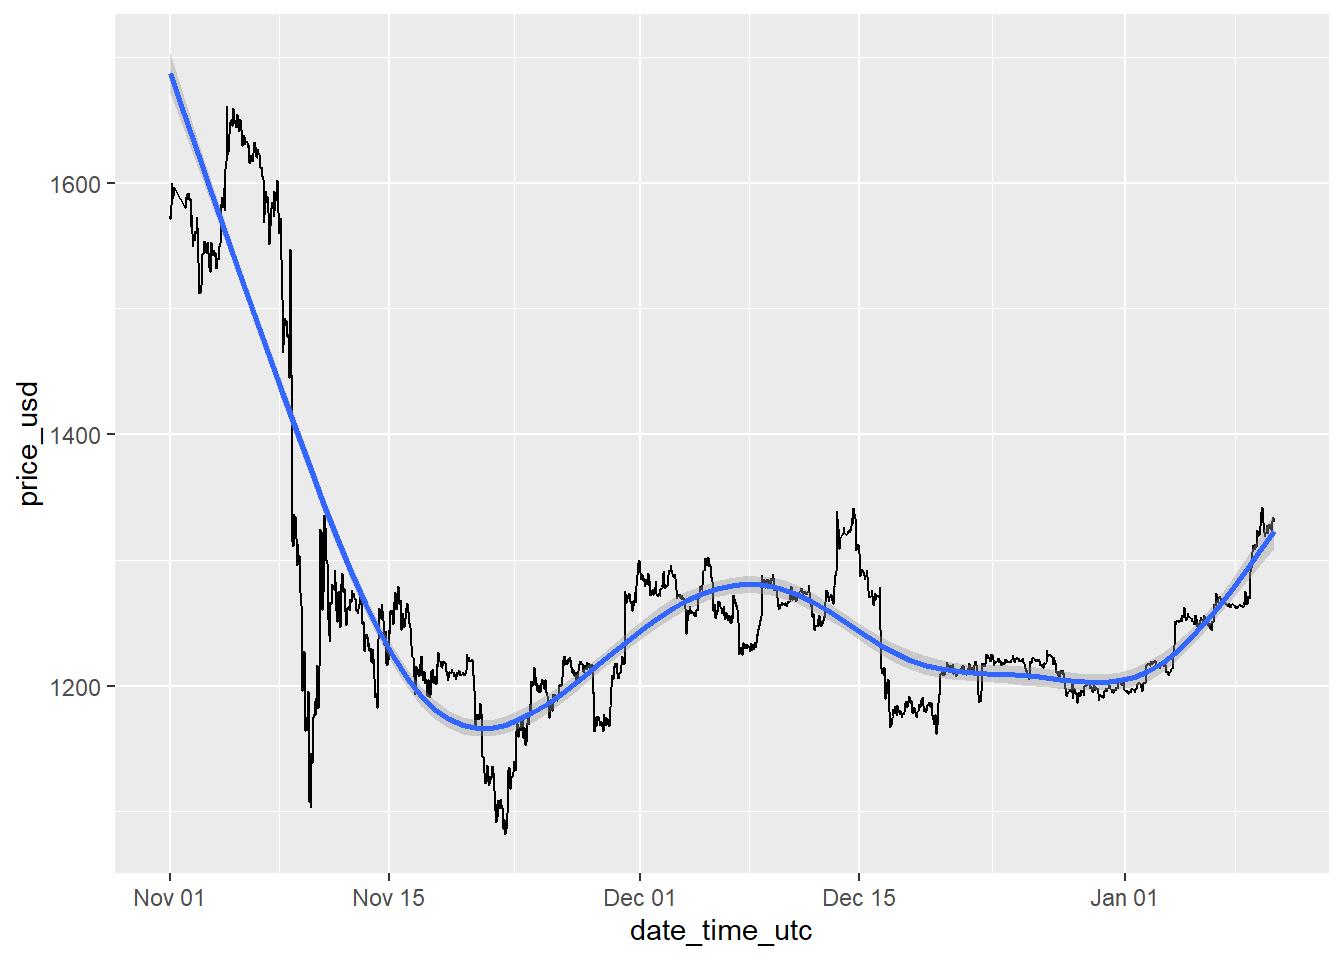 price_usd
1600
1400
1200
Nov 01
Nov 15
Dec 01
Dec 15
Jan 01
date_time_utc